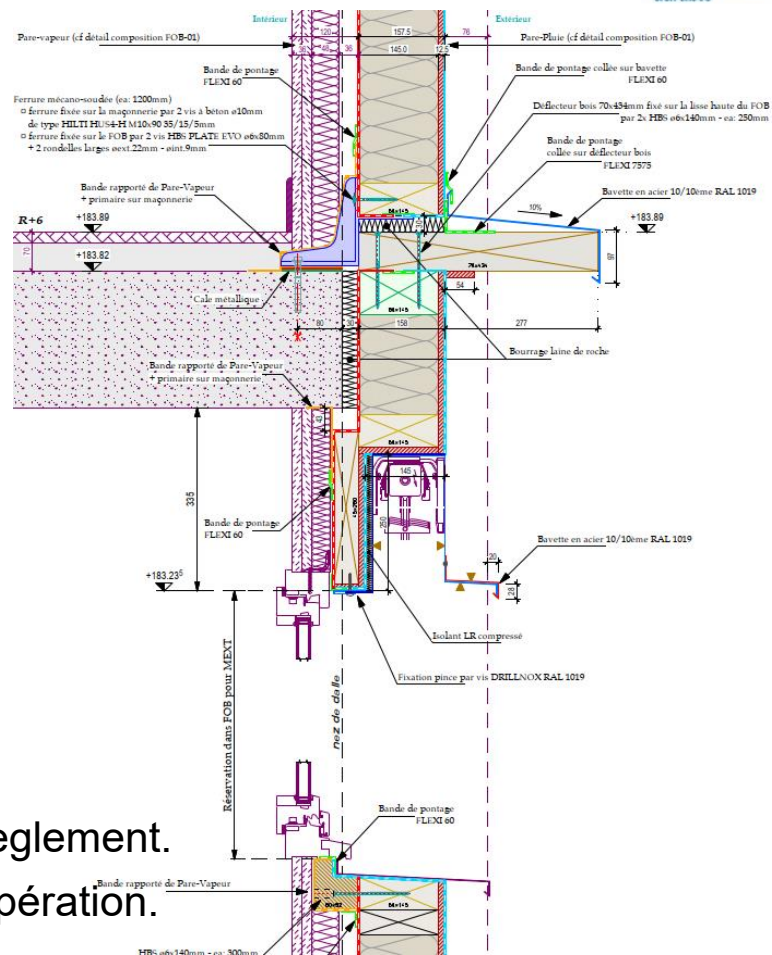 Intérieur
Extérieur
120
157.5
76
Pare-vapeur (cf détail composition FOB-01)
36
48
36
145.0
12.5
Pare-Pluie (cf détail composition FOB-01)
Bande de pontage
FLEXI 60
Bande de pontage collée sur bavette
FLEXI 60
Ferrure mécano-soudée (ea: 1200mm)
▫ ferrure fixée sur la maçonnerie par 2 vis à béton ø10mm
de type HILTI HUS4-H M10x90 35/15/5mm
▫ ferrure fixée sur le FOB par 2 vis HBS PLATE EVO ø6x80mm
+ 2 rondelles larges øext.22mm - øint.9mm
Déflecteur bois 70x434mm fixé sur la lisse haute du FOB
par 2x HBS ø6x140mm - ea: 250mm
Bande de pontage
collée sur déflecteur bois
FLEXI 7575
Bande rapporté de Pare-Vapeur
+ primaire sur maçonnerie
Bavette en acier 10/10ème RAL 1019
10%
R+6
+183.89
+183.89
70
+183.82
97
54
Cale métallique
80
30
158
277
Bourrage laine de roche
Bande rapporté de Pare-Vapeur
+ primaire sur maçonnerie
43
335
145
250
Bande de pontage
FLEXI 60
Bavette en acier 10/10ème RAL 1019
20
28
+183.23⁵
Isolant LR compressé
Fixation pince par vis DRILLNOX RAL 1019
nez de dalle
Réservation dans FOB pour MEXT
Bande de pontage
FLEXI 60
églement.
Bande rapporté de Pare-Vapeur
pération.
HBS ø6x140mm - ea: 300mm